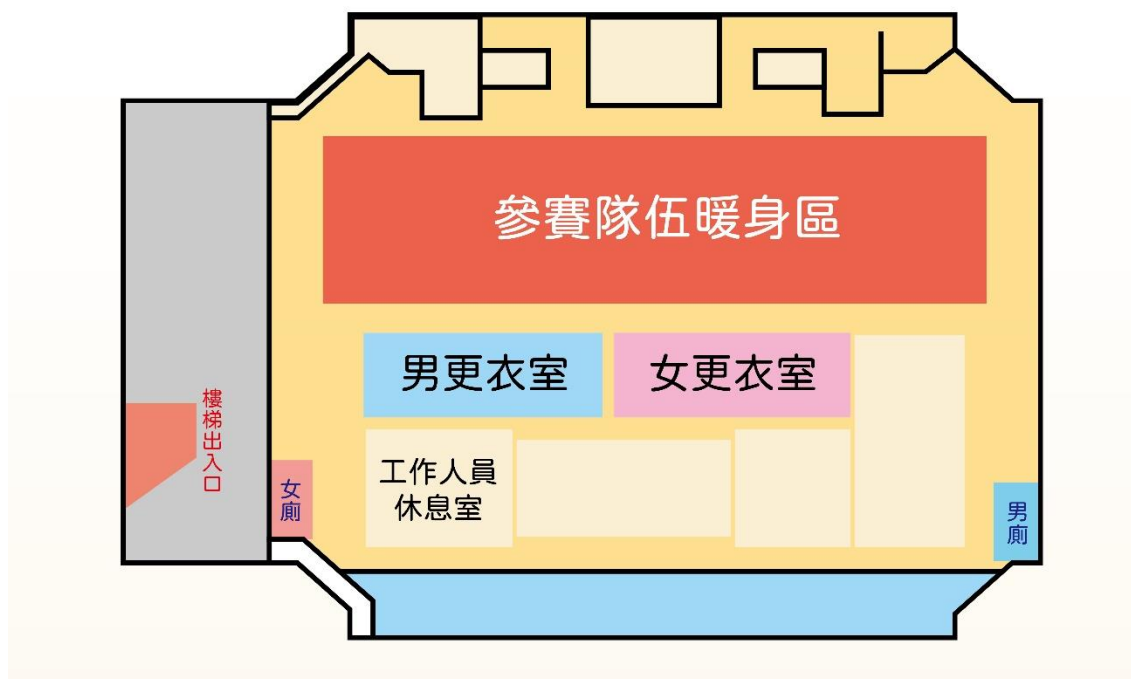 參賽隊伍暖身區
男更衣室
女更衣室
樓梯出入口
工作人員
休息室
女廁
男廁